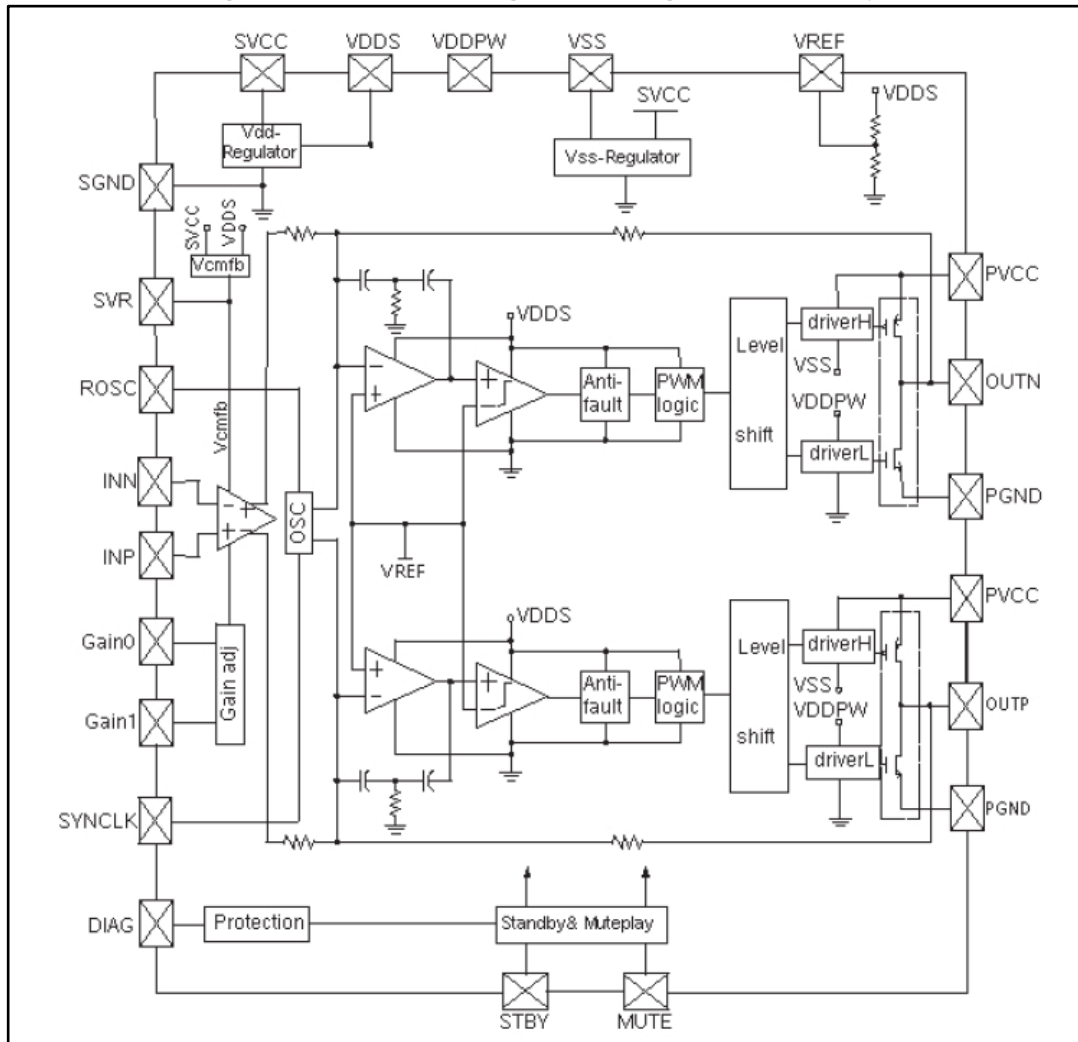 SVCC
VDDS
VDDPW
VSS
VREF
SVCC
VDDS
Vdd-
Regulator
Vss-Regulator
SGND
SVCC
VDDS
Vcmfb
SVR
PVCC
VDDS
driverH
Level
shift
VSS
ROSC
Anti-
fault
PWM
logic
OUTN
VDDPW
driverL
Vcmfb
INN
PGND
OSC
INP
VREF
PVCC
VDDS
Gain0
driverH
Level
shift
Gain adj
Anti-
fault
PWM
logic
VSS
VDDPW
OUTP
Gain1
driverL
SYNCLK
PGND
DIAG
Protection
Standby& Muteplay
STBY
MUTE